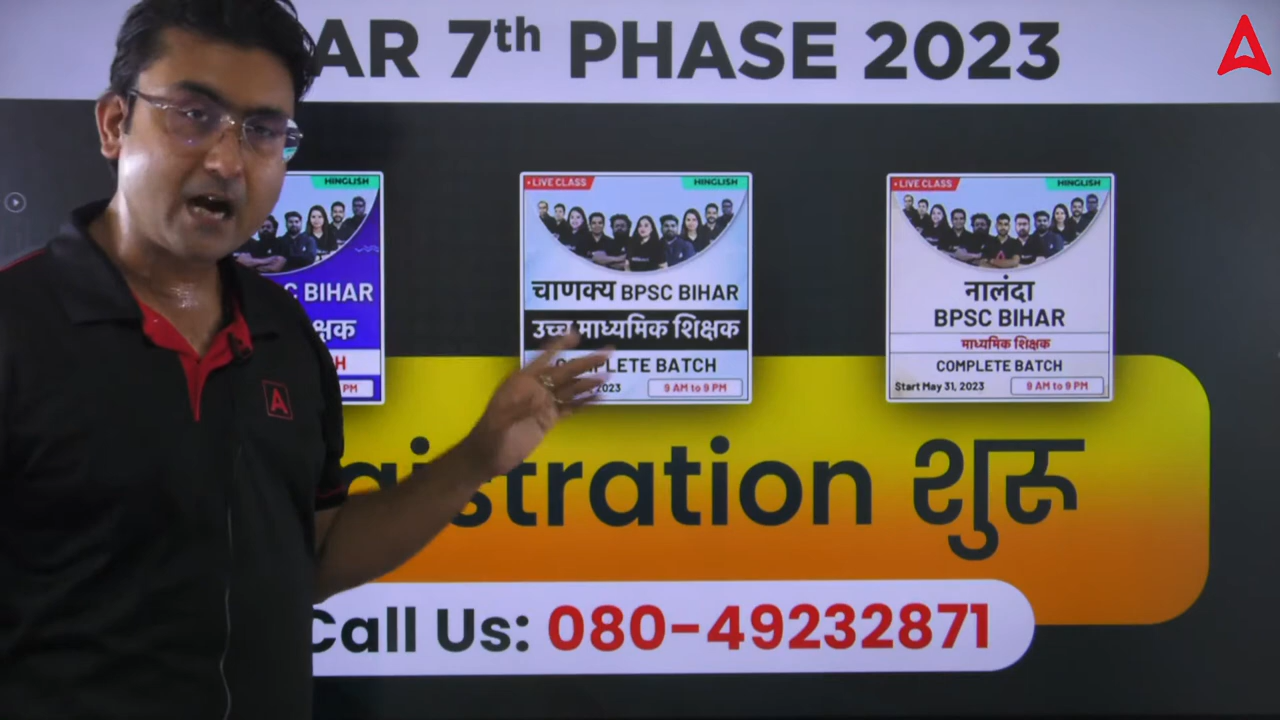 AR 7th PHASE 2023
HINGLISH
BIHAR
PM
LIVE CLASS
HINGLISH
चाणक्य BPSC BIHAR
उच्च माध्यमिक शिक्षक
COMPLETE BATCH
2023
9 AM to 9 PM
LIVE CLASS
HINGLISH
नालंदा
BPSC BIHAR
माध्यमिक शिक्षक
COMPLETE BATCH
Start May 31, 2023
9 AM to 9 PM
gistration शुरू
Call Us: 080-49232871
A